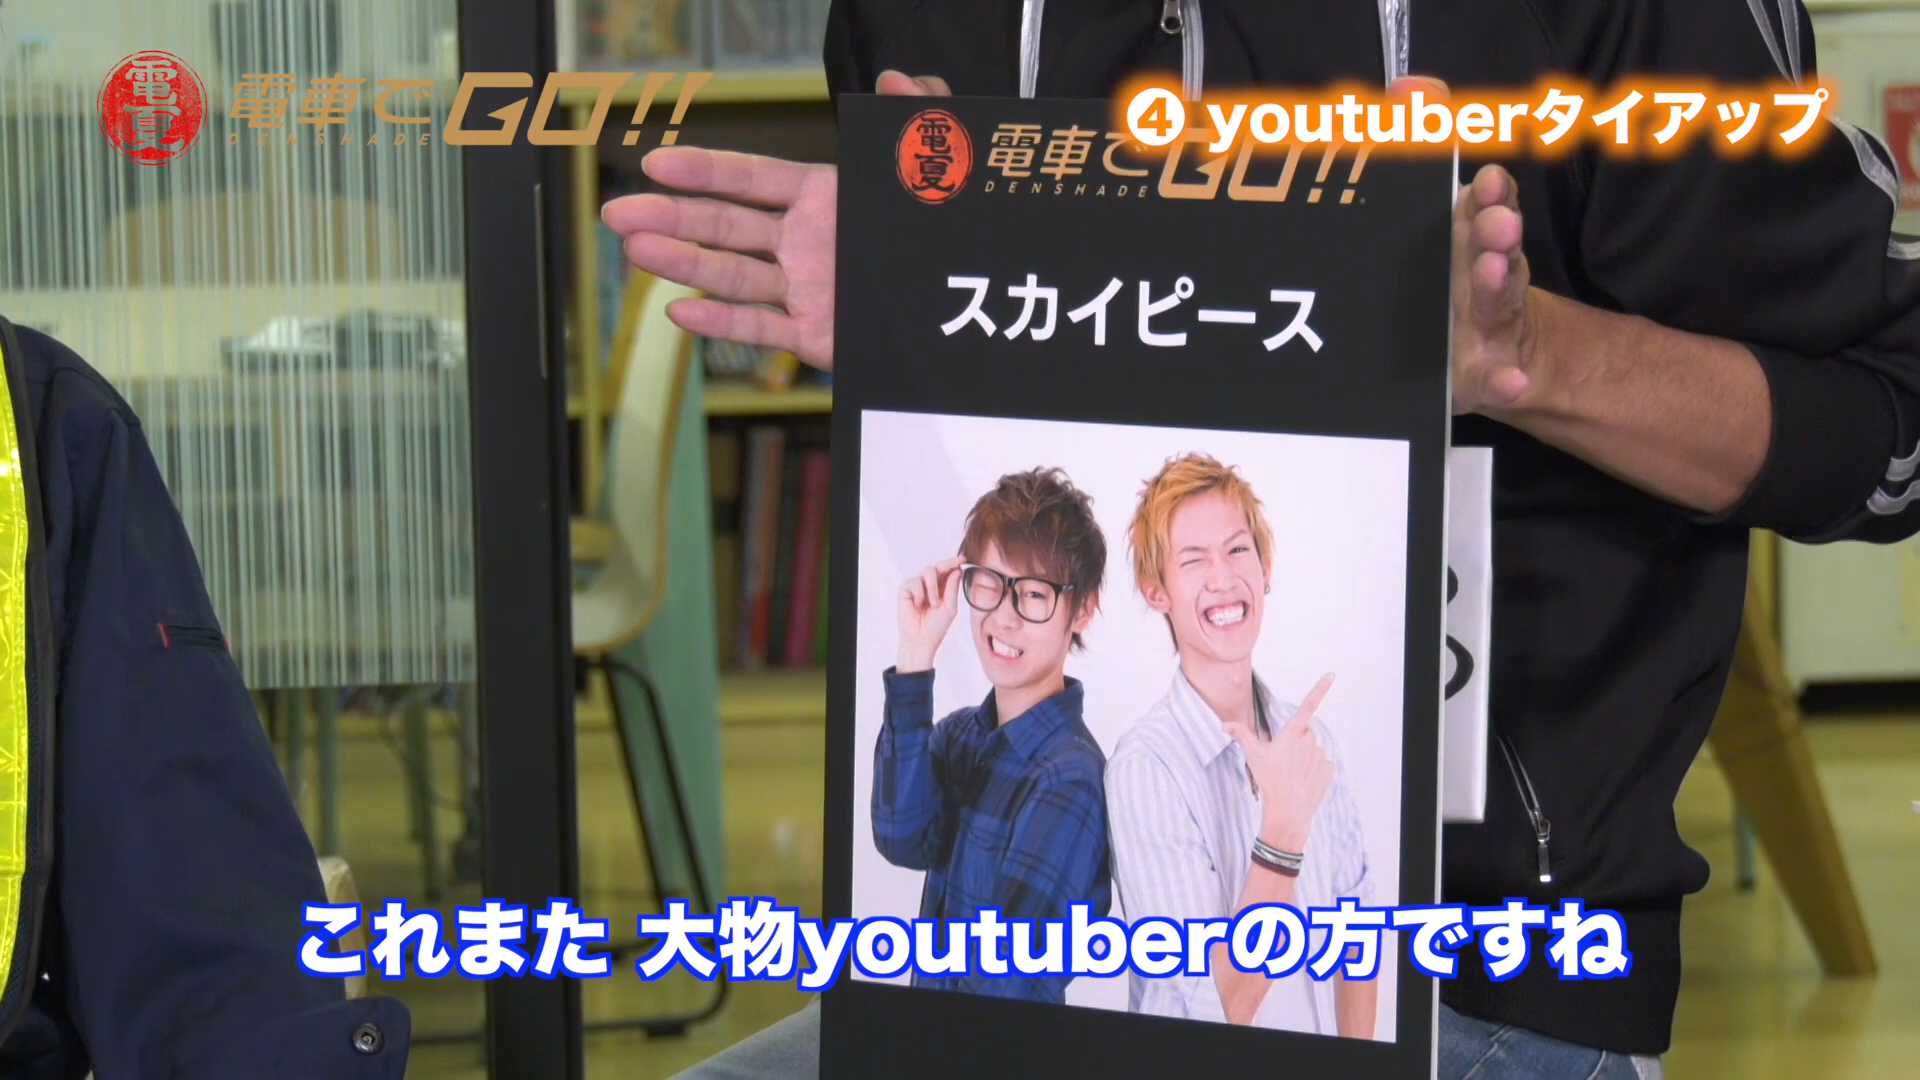 電夏
電車でGO!!
DENSHADE
❹ youtuberタイアップ
電夏
電車でGO!!
DENSHADE
スカイピース
これまた 大物youtuberの方ですね